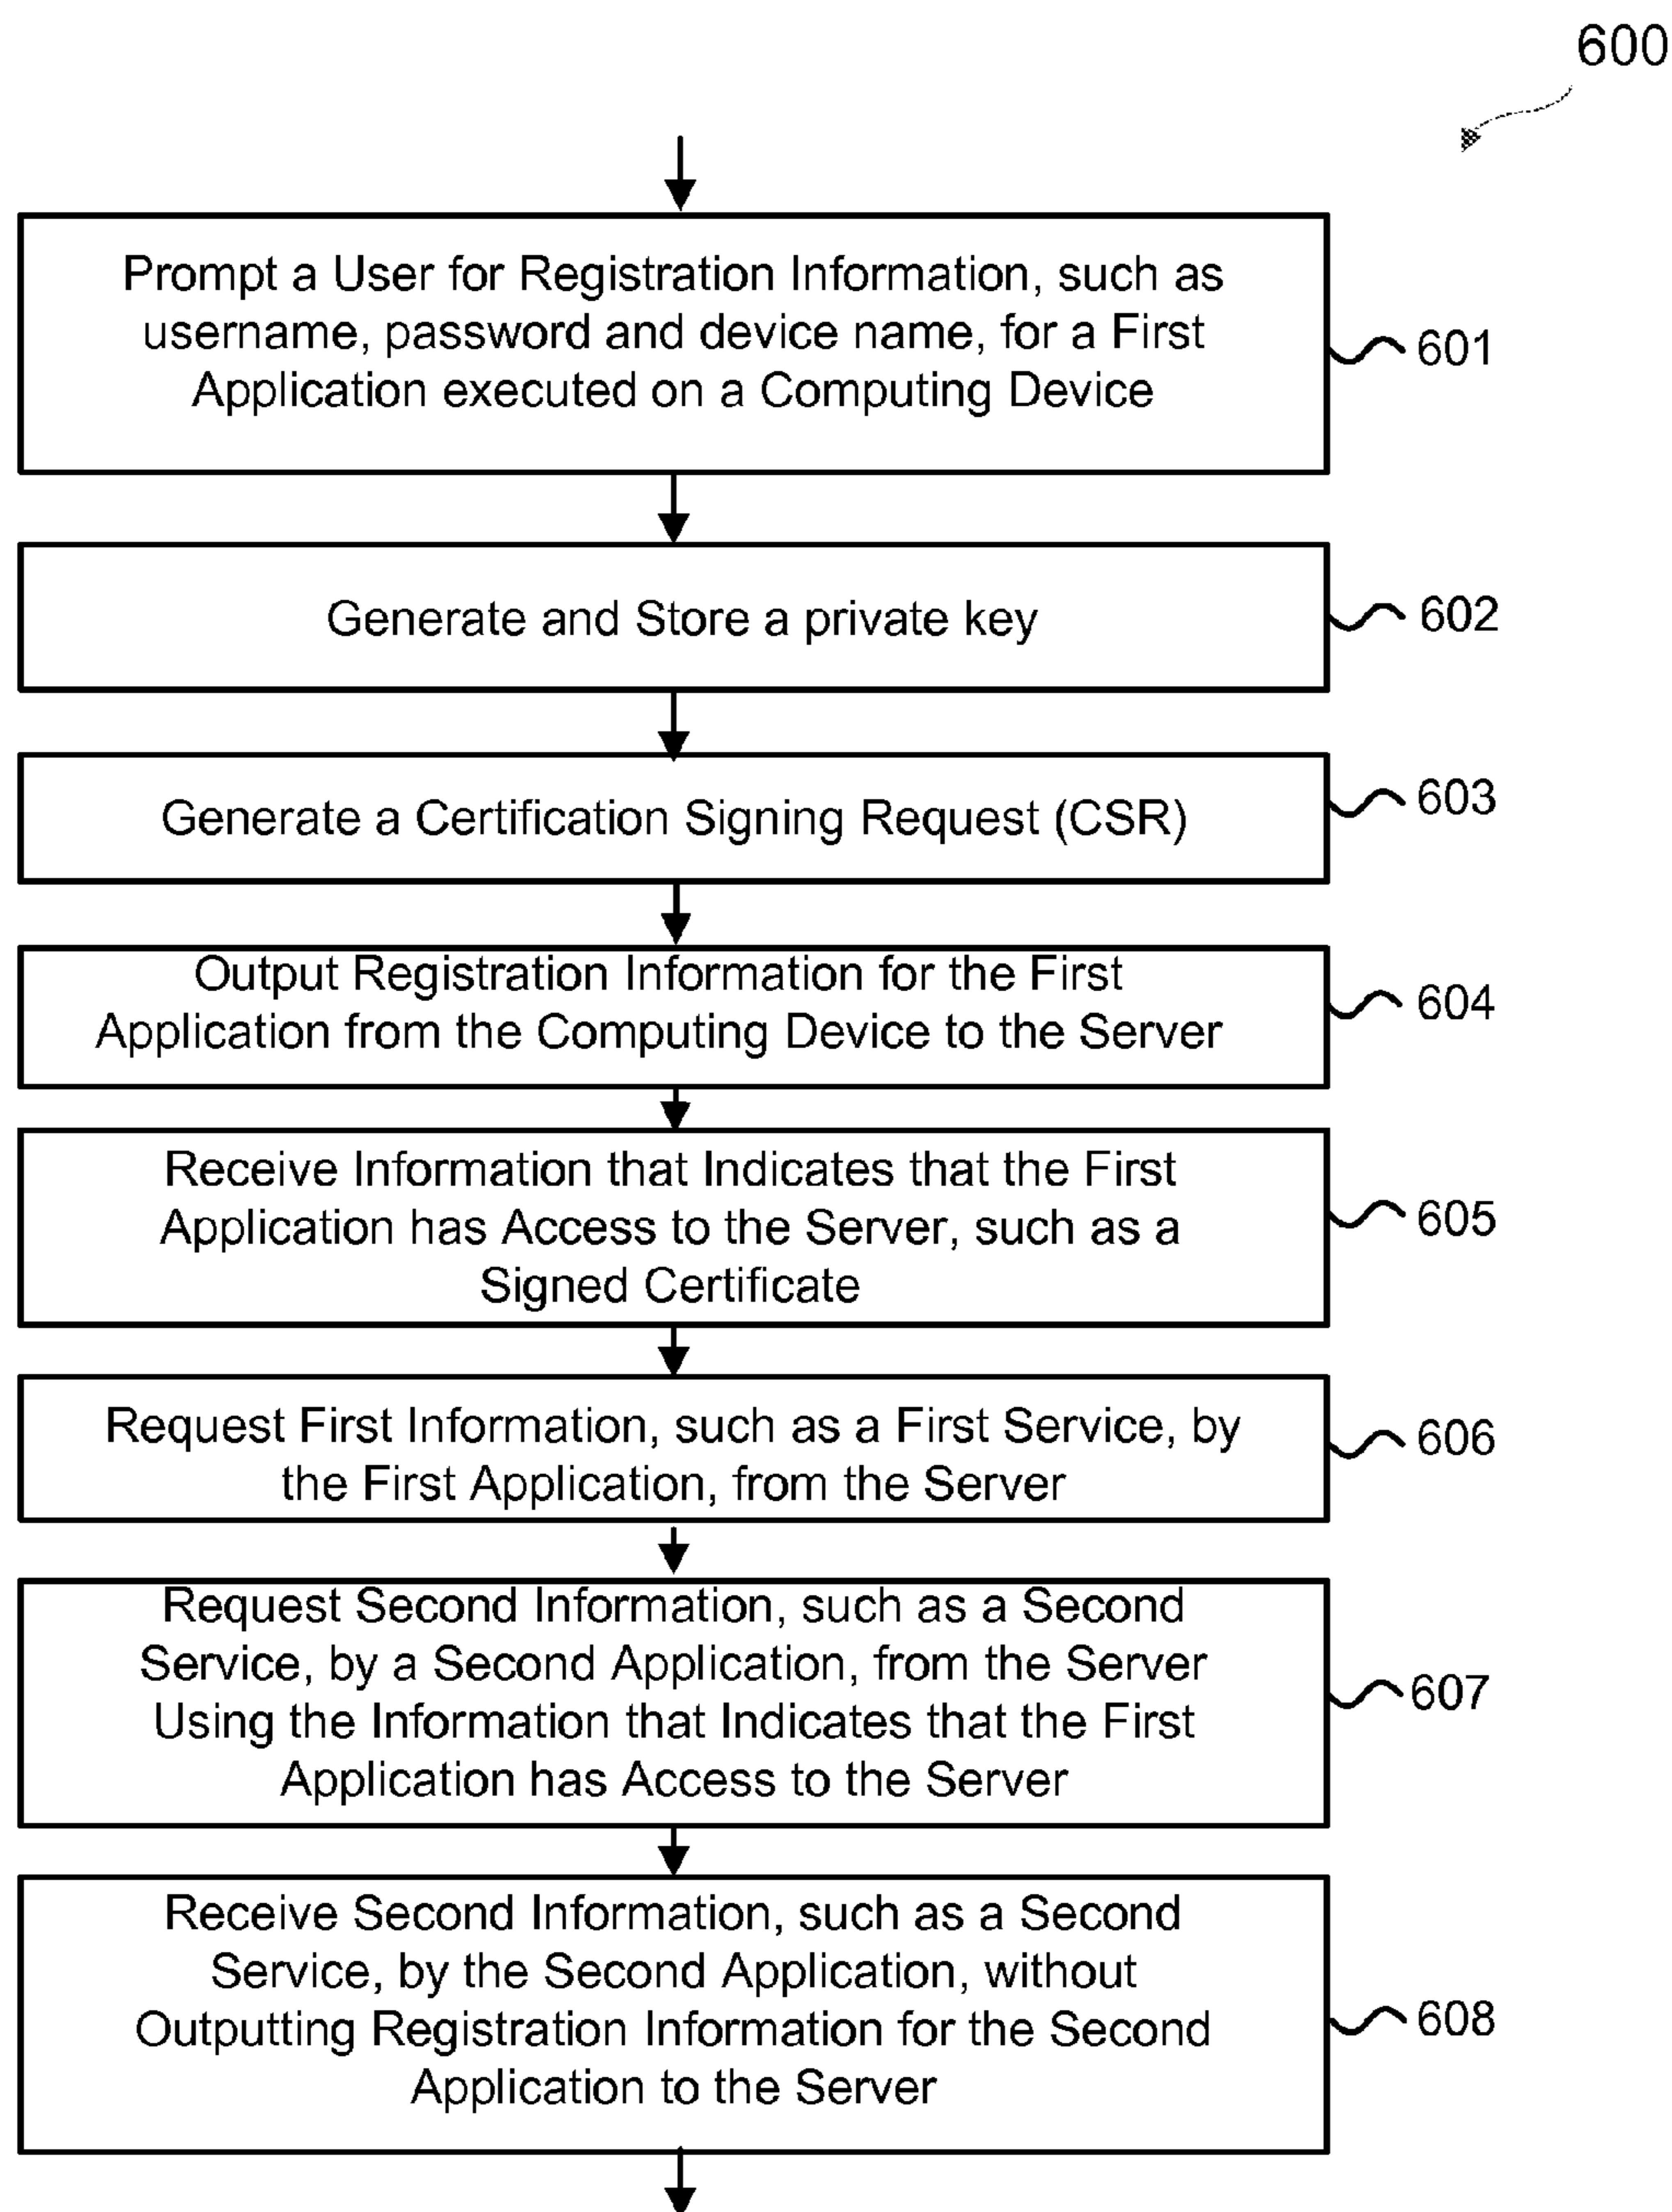 600
Prompt a User for Registration Information, such as
username, password and device name, for a First
Application executed on a Computing Device
601
Generate and Store a private key
602
Generate a Certification Signing Request (CSR)
603
Output Registration Information for the First
Application from the Computing Device to the Server
604
Receive Information that Indicates that the First
Application has Access to the Server, such as a
Signed Certificate
605
Request First Information, such as a First Service, by
the First Application, from the Server
606
Request Second Information, such as a Second
Service, by a Second Application, from the Server
Using the Information that Indicates that the First
Application has Access to the Server
607
Receive Second Information, such as a Second
Service, by the Second Application, without
Outputting Registration Information for the Second
Application to the Server
608